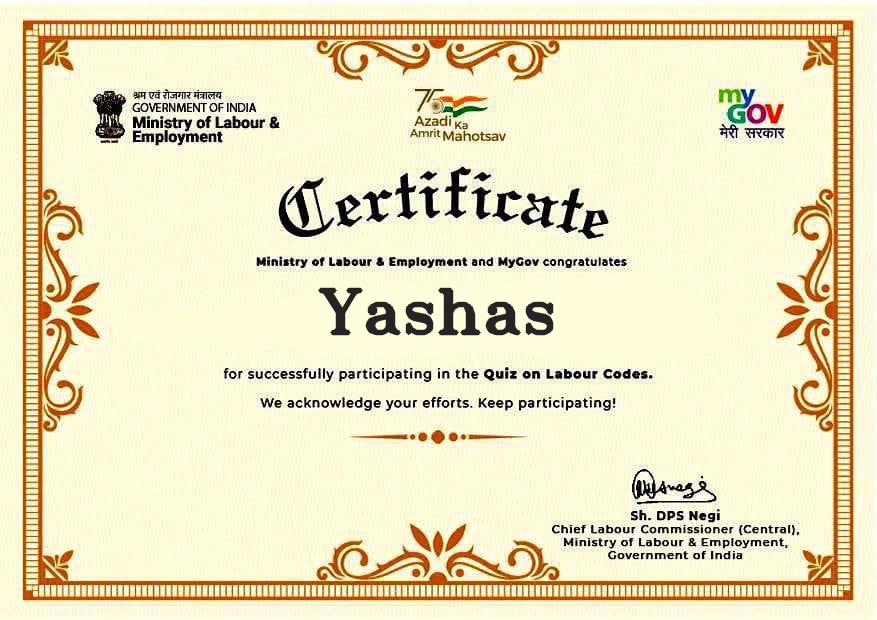 श्रम एवं रोजगार मंत्रालय
GOVERNMENT OF INDIA
Ministry of Labour &
Employment
75
Azadi Ka
Amrit Mahotsav
my
GOV
मेरी सरकार
Certificate
Ministry of Labour & Employment and MyGov congratulates
Yashas
for successfully participating in the Quiz on Labour Codes.
We acknowledge your efforts. Keep participating!
Sh. DPS Negi
Chief Labour Commissioner (Central),
Ministry of Labour & Employment,
Government of India